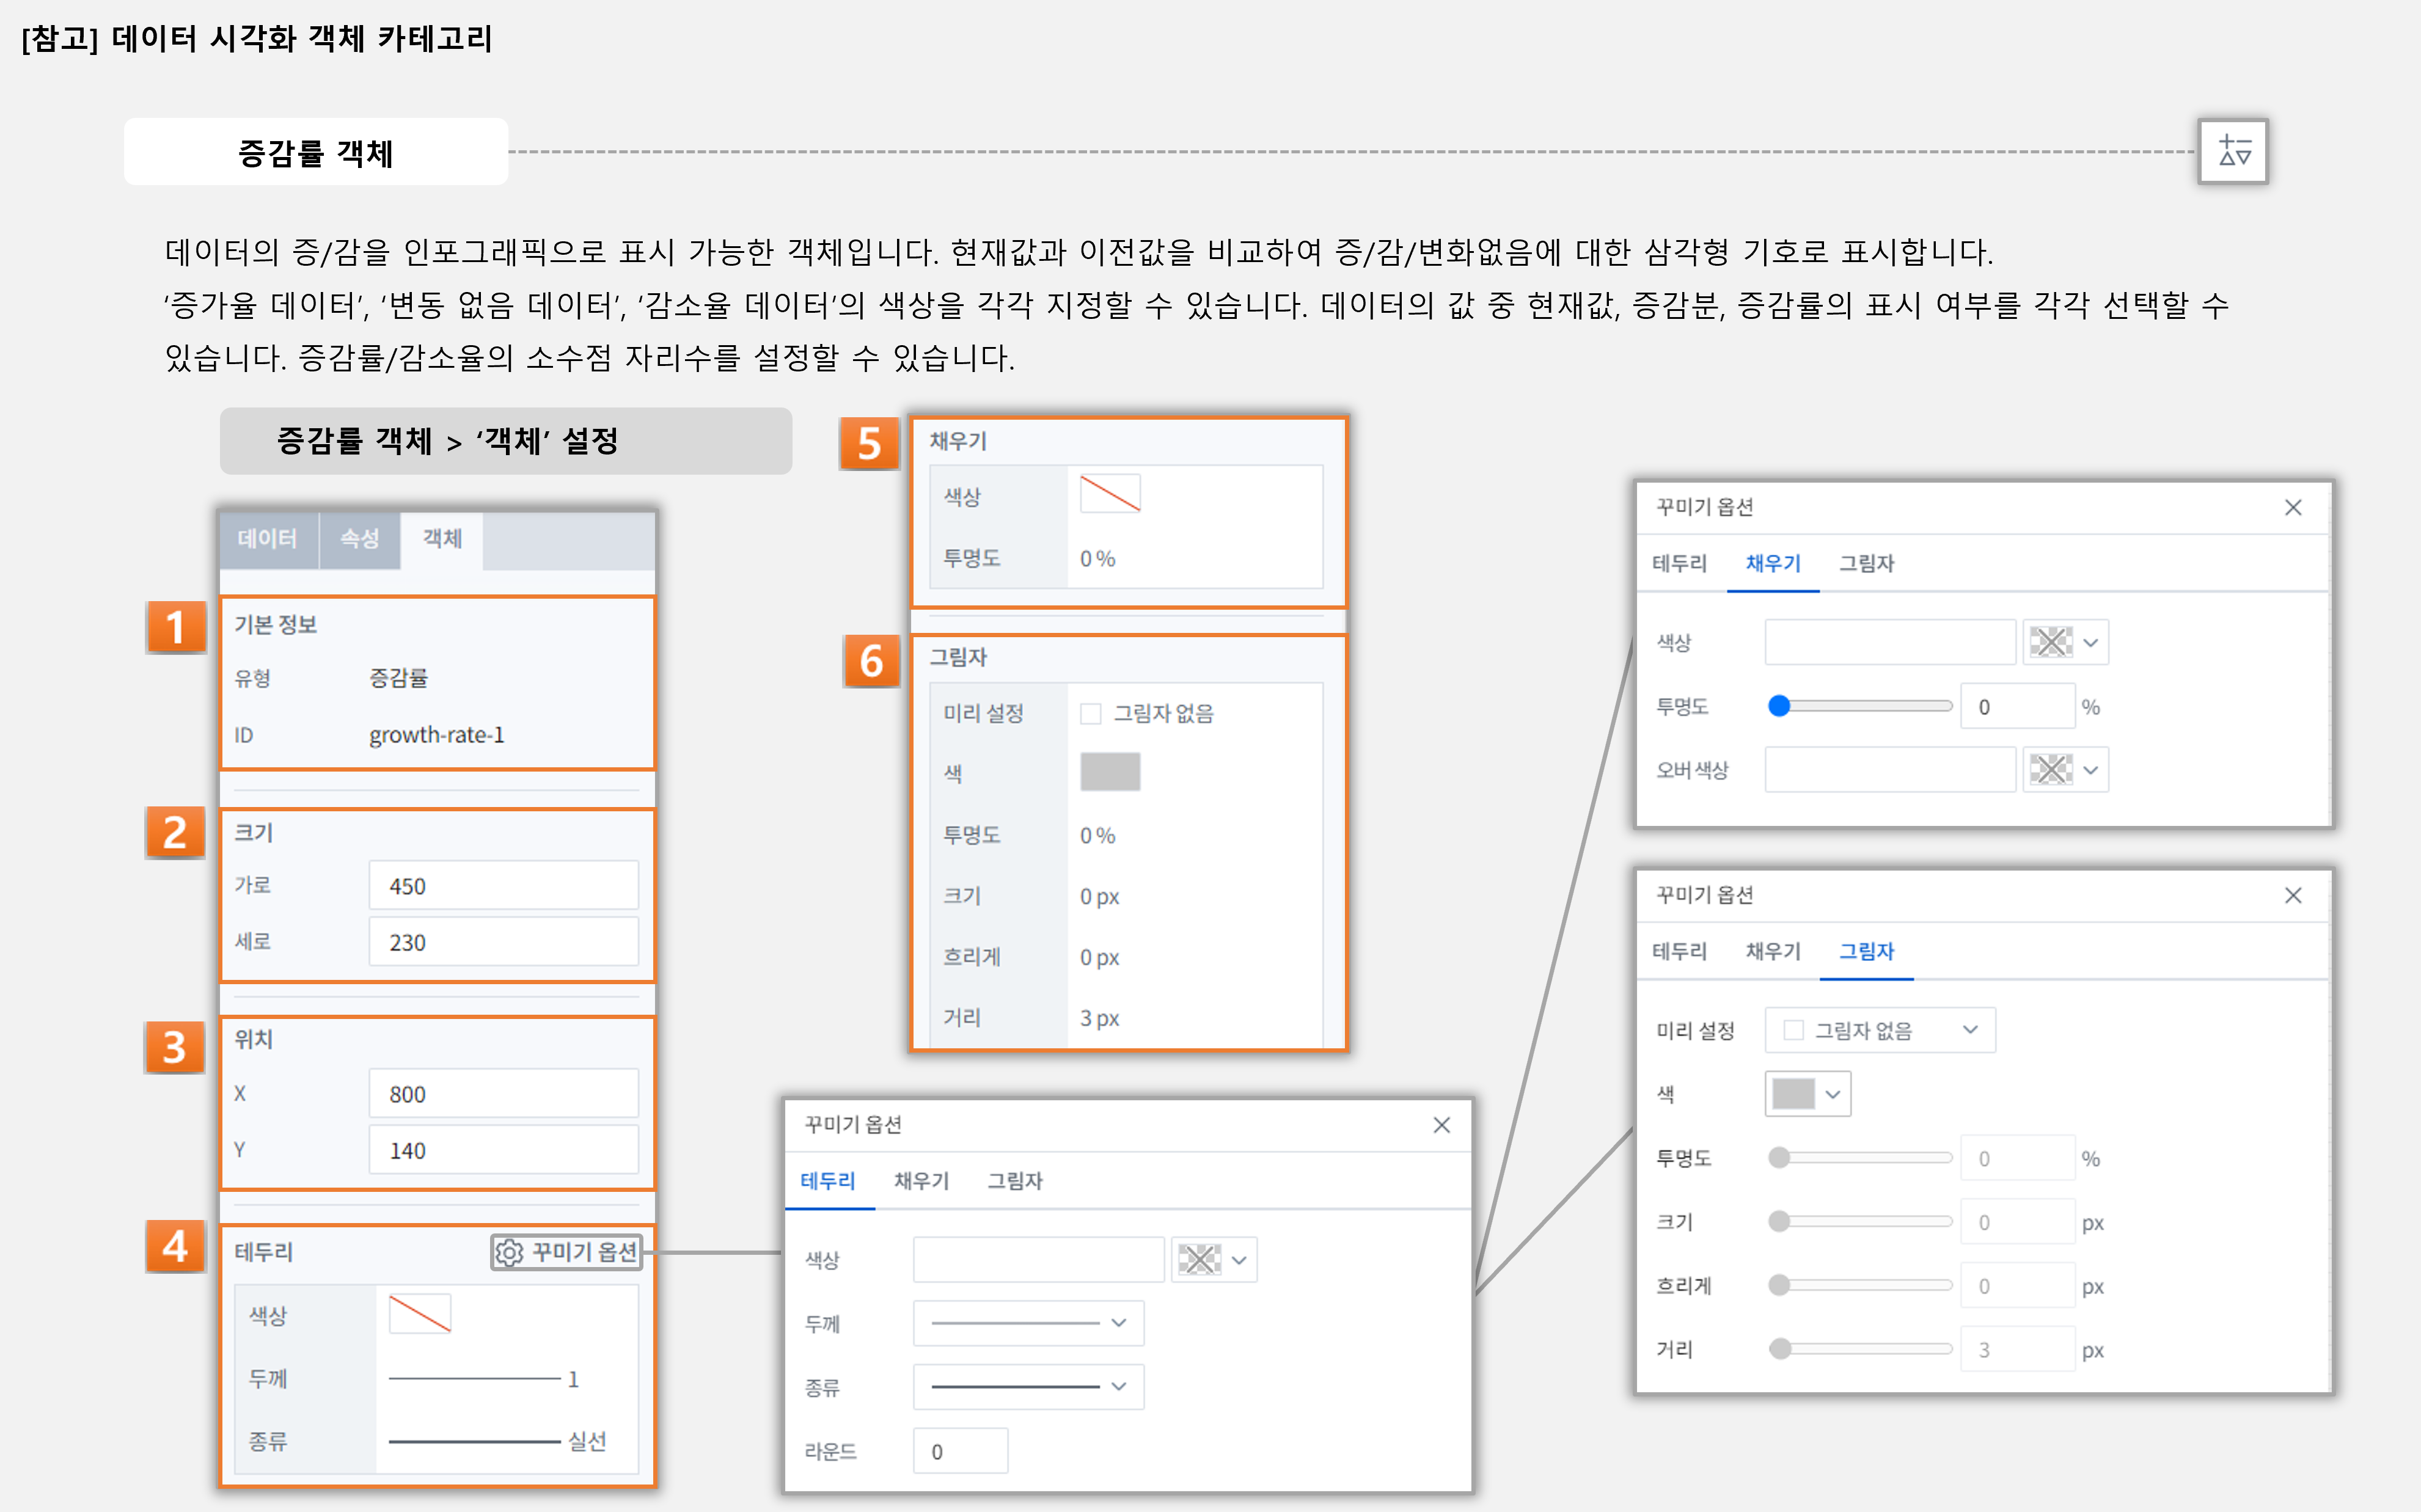 [참고] 데이터 시각화 객체 카테고리
증감률 객체
데이터의 증/감을 인포그래픽으로 표시 가능한 객체입니다. 현재값과 이전값을 비교하여 증/감/변화없음에 대한 삼각형 기호로 표시합니다.
‘증가율 데이터’, ‘변동 없음 데이터’, ‘감소율 데이터’의 색상을 각각 지정할 수 있습니다. 데이터의 값 중 현재값, 증감분, 증감률의 표시 여부를 각각 선택할 수
있습니다. 증감률/감소율의 소수점 자리수를 설정할 수 있습니다.
증감률 객체 > ‘객체’ 설정
데이터 속성 객체
1
기본 정보
유형 증감률
ID growth-rate-1
2
크기
가로 450
세로 230
3
위치
X 800
Y 140
4
테두리 꾸미기 옵션
색상
두께 1
종류 실선
5
채우기
색상
투명도 0 %
6
그림자
미리 설정 그림자 없음
색
투명도 0 %
크기 0 px
흐리게 0 px
거리 3 px
꾸미기 옵션
테두리 채우기 그림자
색상
두께
종류
라운드 0
꾸미기 옵션
테두리 채우기 그림자
색상
투명도 0 %
오버 색상
꾸미기 옵션
테두리 채우기 그림자
미리 설정 그림자 없음
색
투명도 0 %
크기 0 px
흐리게 0 px
거리 3 px